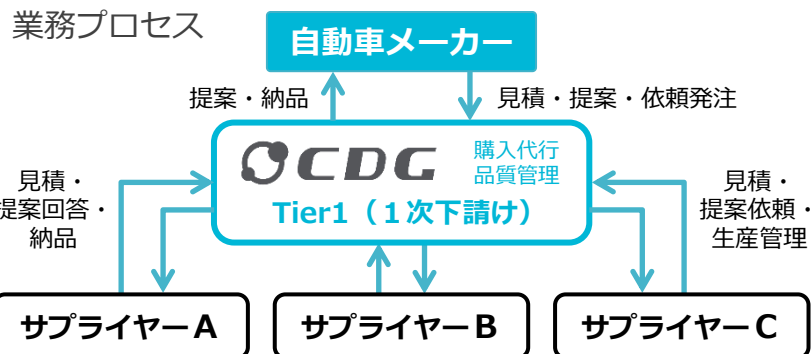 業務プロセス
自動車メーカー
提案・納品
見積・提案・依頼発注
CDG
購入代行
品質管理
Tier1（１次下請け）
見積・
提案回答・
納品
見積・
提案依頼・
生産管理
サプライヤーA
サプライヤーB
サプライヤーC